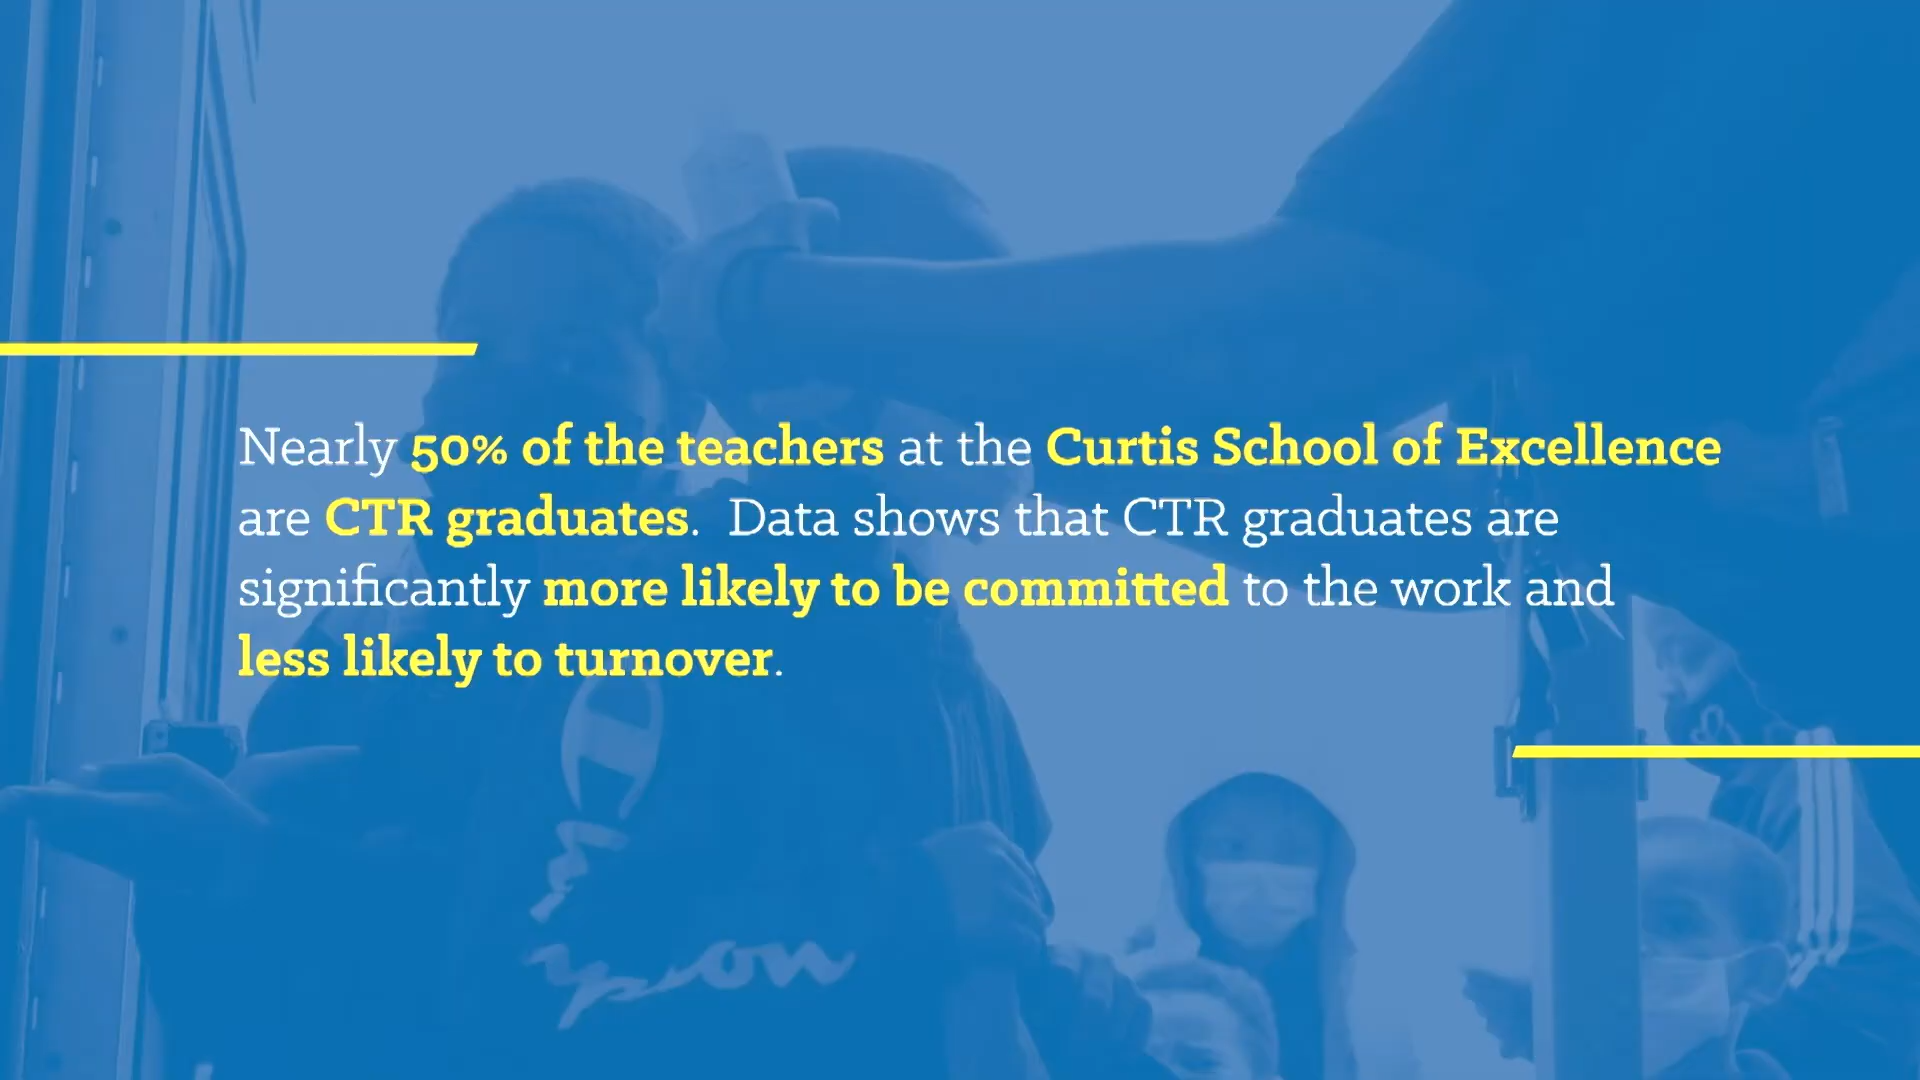 Nearly 50% of the teachers at the Curtis School of Excellence
are CTR graduates.  Data shows that CTR graduates are
significantly more likely to be committed to the work and
less likely to turnover.